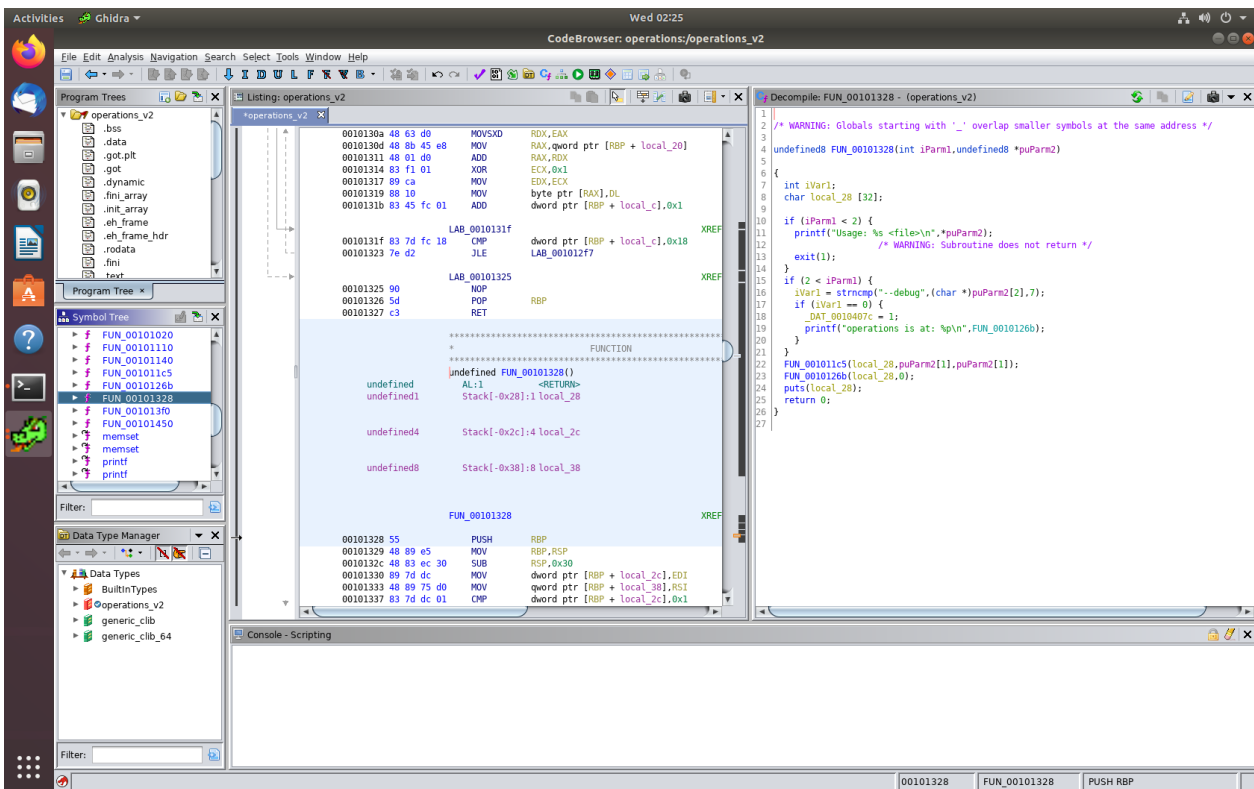 Activities Ghidra Wed 02:25
CodeBrowser: operations:/operations_v2
File Edit Analysis Navigation Search Select Tools Window Help
I D U L F R V B
Program Trees
operations_v2
.bss
.data
.got.plt
.got
.dynamic
.fini_array
.init_array
.eh_frame
.eh_frame_hdr
.rodata
.fini
.text
Program Tree ×
Symbol Tree
f FUN_00101020
f FUN_00101110
f FUN_00101140
f FUN_001011c5
f FUN_0010126b
f FUN_00101328
f FUN_001013f0
f FUN_00101450
f memset
f memset
f printf
f printf
Filter:
Data Type Manager
Data Types
BuiltInTypes
operations_v2
generic_clib
generic_clib_64
Filter:
Listing: operations_v2
*operations_v2
0010130a 48 63 d0 MOVSXD RDX,EAX
0010130d 48 8b 45 e8 MOV RAX,qword ptr [RBP + local_20]
00101311 48 01 d0 ADD RAX,RDX
00101314 83 f1 01 XOR ECX,0x1
00101317 89 ca MOV EDX,ECX
00101319 88 10 MOV byte ptr [RAX],DL
0010131b 83 45 fc 01 ADD dword ptr [RBP + local_c],0x1
LAB_0010131f XREF
0010131f 83 7d fc 18 CMP dword ptr [RBP + local_c],0x18
00101323 7e d2 JLE LAB_001012f7
LAB_00101325 XREF
00101325 90 NOP
00101326 5d POP RBP
00101327 c3 RET
* FUNCTION
undefined FUN_00101328()
undefined AL:1 <RETURN>
undefined1 Stack[-0x28]:1 local_28
undefined4 Stack[-0x2c]:4 local_2c
undefined8 Stack[-0x38]:8 local_38
FUN_00101328 XREF
00101328 55 PUSH RBP
00101329 48 89 e5 MOV RBP,RSP
0010132c 48 83 ec 30 SUB RSP,0x30
00101330 89 7d dc MOV dword ptr [RBP + local_2c],EDI
00101333 48 89 75 d0 MOV qword ptr [RBP + local_38],RSI
00101337 83 7d dc 01 CMP dword ptr [RBP + local_2c],0x1
Decompile: FUN_00101328 - (operations_v2)
1
2 /* WARNING: Globals starting with '_' overlap smaller symbols at the same address */
3
4 undefined8 FUN_00101328(int iParm1,undefined8 *puParm2)
5
6 {
7 int iVar1;
8 char local_28 [32];
9
10 if (iParm1 < 2) {
11 printf("Usage: %s <file>\n",*puParm2);
12 /* WARNING: Subroutine does not return */
13 exit(1);
14 }
15 if (2 < iParm1) {
16 iVar1 = strncmp("--debug",(char *)puParm2[2],7);
17 if (iVar1 == 0) {
18 _DAT_0010407c = 1;
19 printf("operations is at: %p\n",FUN_0010126b);
20 }
21 }
22 FUN_001011c5(local_28,puParm2[1],puParm2[1]);
23 FUN_0010126b(local_28,0);
24 puts(local_28);
25 return 0;
26 }
27
Console - Scripting
00101328 FUN_00101328 PUSH RBP